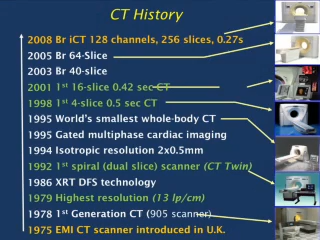 CT History
2008 Br iCT 128 channels, 256 slices, 0.27s
2005 Br 64-Slice
2003 Br 40-slice
2001 1st 16-slice 0.42 sec CT
1998 1st 4-slice 0.5 sec CT
1995 World's smallest whole-body CT
1995 Gated multiphase cardiac imaging
1994 Isotropic resolution 2x0.5mm
1992 1st spiral (dual slice) scanner (CT Twin)
1986 XRT DFS technology
1979 Highest resolution (13 lp/cm)
1978 1st Generation CT (905 scanner)
1975 EMI CT scanner introduced in U.K.